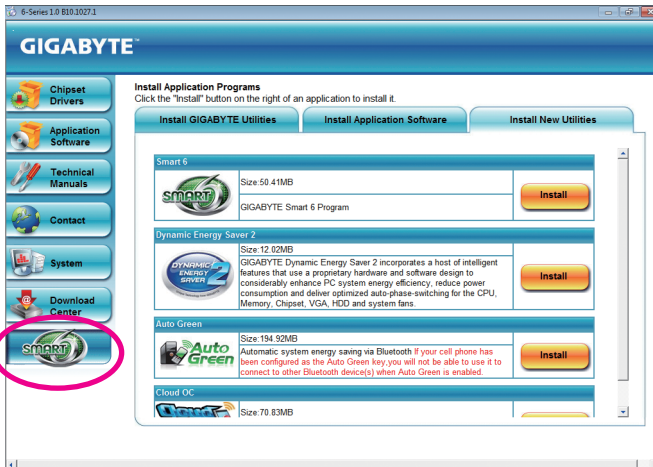 6-Series 1.0 B10.1027.1
GIGABYTE™
Chipset
Drivers
Application
Software
Technical
Manuals
Contact
System
Download
Center
SMART6
Install Application Programs
Click the "Install" button on the right of an application to install it.
Install GIGABYTE Utilities
Install Application Software
Install New Utilities
Smart 6
SMART6
Size:50.41MB
GIGABYTE Smart 6 Program
Install
Dynamic Energy Saver 2
DYNAMIC
ENERGY
SAVER 2
Size:12.02MB
GIGABYTE Dynamic Energy Saver 2 incorporates a host of intelligent
features that use a proprietary hardware and software design to
considerably enhance PC system energy efficiency, reduce power
consumption and deliver optimized auto-phase-switching for the CPU,
Memory, Chipset, VGA, HDD and system fans.
Install
Auto Green
Auto
Green
Size:194.92MB
Automatic system energy saving via Bluetooth If your cell phone has
been configured as the Auto Green key,you will not be able to use it to
connect to other Bluetooth device(s) when Auto Green is enabled.
Install
Cloud OC
Size:70.83MB